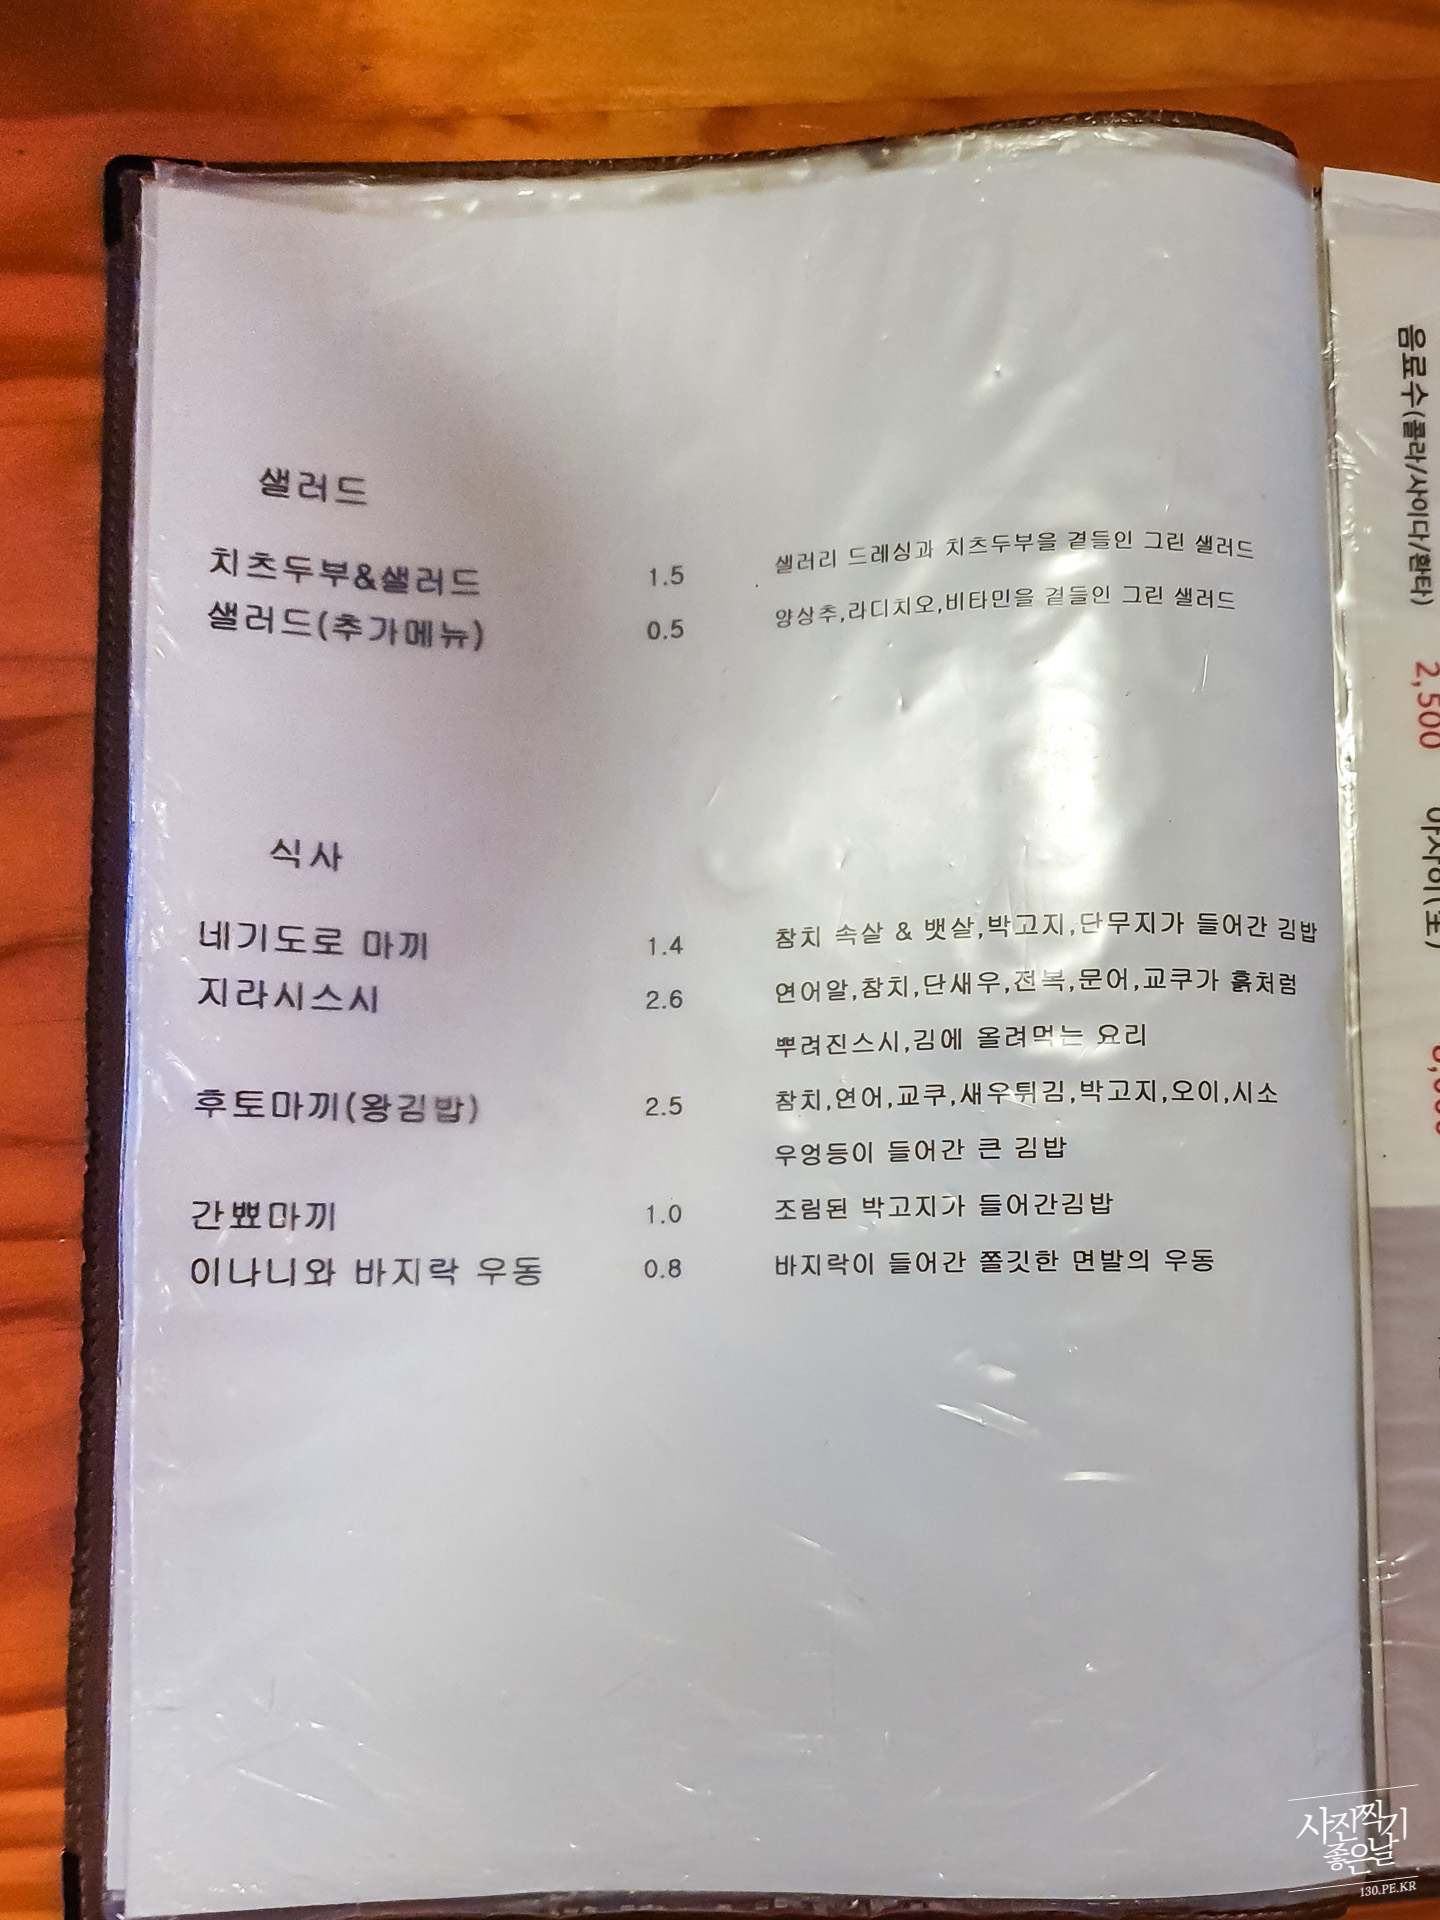 샐러드
치츠두부&샐러드 1.5 샐러리 드레싱과 치츠두부을 곁들인 그린 샐러드
샐러드(추가메뉴) 0.5 양상추,라디치오,비타민을 곁들인 그린 샐러드
식사
네기도로 마끼 1.4 참치 속살 & 뱃살,박고지,단무지가 들어간 김밥
지라시스시 2.6 연어알,참치,단새우,전복,문어,교쿠가 흙처럼
뿌려진스시,김에 올려먹는 요리
후토마끼(왕김밥) 2.5 참치,연어,교쿠,새우튀김,박고지,오이,시소
우엉등이 들어간 큰 김밥
간뾰마끼 1.0 조림된 박고지가 들어간김밥
이나니와 바지락 우동 0.8 바지락이 들어간 쫄깃한 면발의 우동
음료수(콜라/사이다/환타) 2,500
사진찍기
좋은날
130.PE.KR